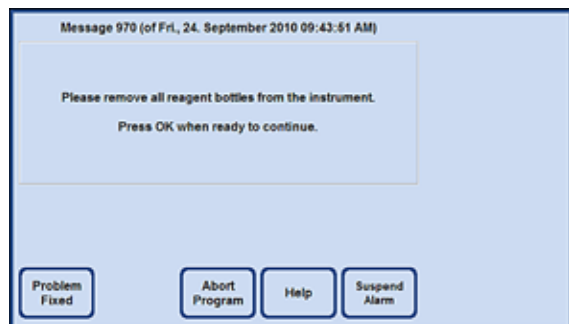 Message 970 (of Fri., 24. September 2010 09:43:51 AM)
Please remove all reagent bottles from the instrument.
Press OK when ready to continue.
Problem
Fixed
Abort
Program
Help
Suspend
Alarm